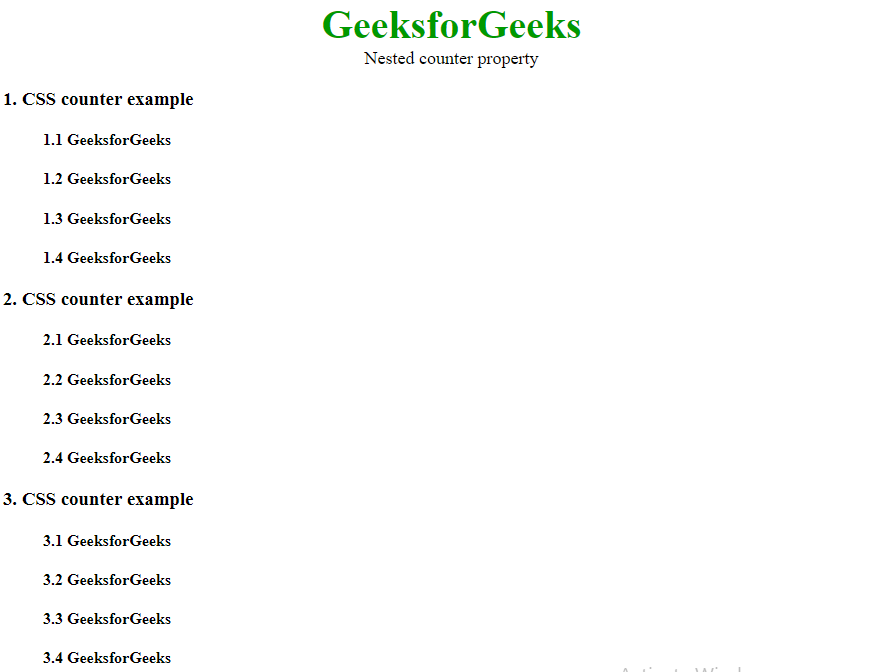 GeeksforGeeks
Nested counter property
1. CSS counter example
1.1 GeeksforGeeks
1.2 GeeksforGeeks
1.3 GeeksforGeeks
1.4 GeeksforGeeks
2. CSS counter example
2.1 GeeksforGeeks
2.2 GeeksforGeeks
2.3 GeeksforGeeks
2.4 GeeksforGeeks
3. CSS counter example
3.1 GeeksforGeeks
3.2 GeeksforGeeks
3.3 GeeksforGeeks
3.4 GeeksforGeeks